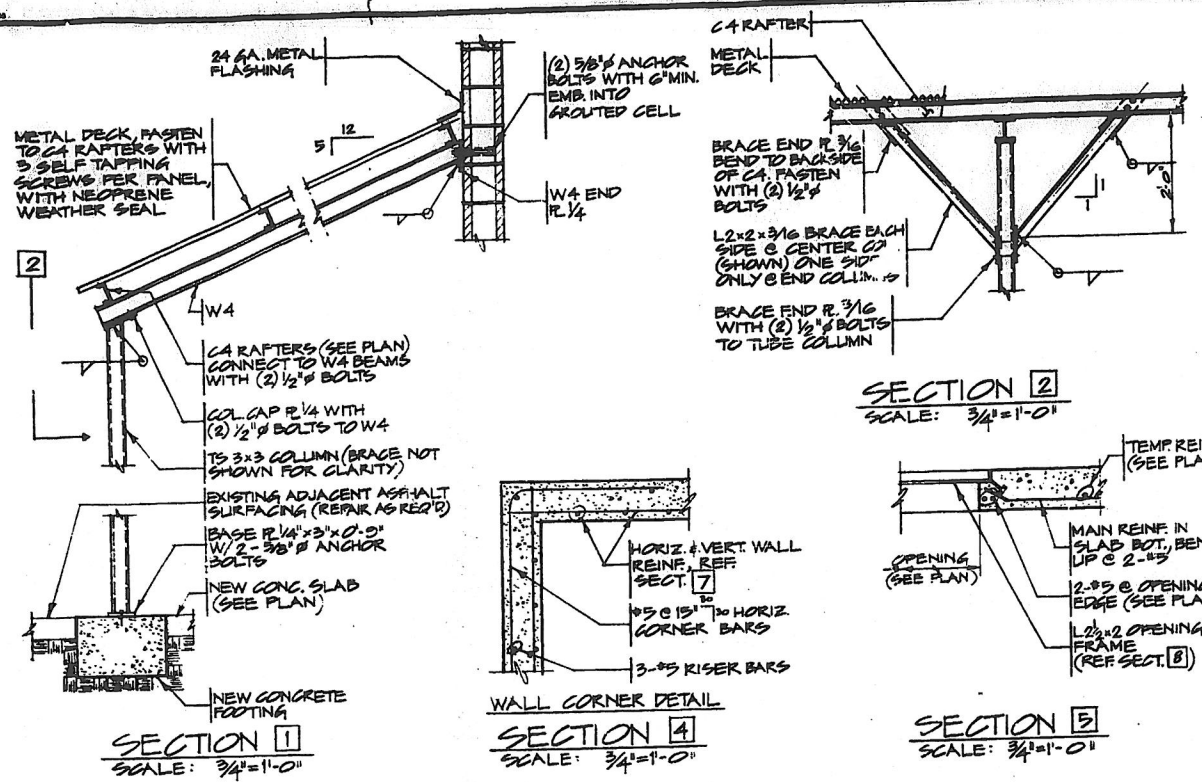 24 GA. METAL
FLASHING
(2) 5/8"ø ANCHOR
BOLTS WITH 6" MIN.
EMB. INTO
GROUTED CELL
METAL DECK, FASTEN
TO C4 RAFTERS WITH
3 SELF TAPPING
SCREWS PER PANEL,
WITH NEOPRENE
WEATHER SEAL
12
5
W4 END
PL 1/4
2
W4
C4 RAFTERS (SEE PLAN)
CONNECT TO W4 BEAMS
WITH (2) 1/2"ø BOLTS
COL. CAP PL 1/4 WITH
(2) 1/2"ø BOLTS TO W4
TS 3x3 COLUMN (BRACE NOT
SHOWN FOR CLARITY)
EXISTING ADJACENT ASPHALT
SURFACING (REPAIR AS REQ'D)
BASE PL 1/4"x3"x0'-9"
W/ 2-5/8"ø ANCHOR
BOLTS
NEW CONC. SLAB
(SEE PLAN)
NEW CONCRETE
FOOTING
SECTION 1
SCALE: 3/4"=1'-0"
C4 RAFTER
METAL
DECK
BRACE END PL 3/16
BEND TO BACKSIDE
OF C4. FASTEN
WITH (2) 1/2"ø
BOLTS
1
1
2'-0"
L2x2x3/16 BRACE EACH
SIDE @ CENTER
(SHOWN) ONE
ONLY @ END
BRACE END PL. 3/16
WITH (2) 1/2"ø BOLTS
TO TUBE COLUMN
SECTION 2
SCALE: 3/4"=1'-0"
HORIZ. & VERT. WALL
REINF., REF.
SECT. 7
#5 @ 15" 30 30 HORIZ.
CORNER BARS
3-#5 RISER BARS
WALL CORNER DETAIL
SECTION 4
SCALE: 3/4"=1'-0"
TEMP.
(SEE
MAIN REINF. IN
SLAB BOT.,
UP @ 2-#5
OPENING
(SEE PLAN)
2-#5 @ OPENING
EDGE (SEE
L2½x2 OPENING
FRAME
(REF. SECT. 8)
SECTION 5
SCALE: 3/4"=1'-0"